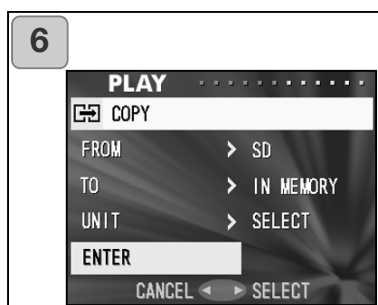 6
PLAY
COPY
FROM > SD
TO > IN MEMORY
UNIT > SELECT
ENTER
CANCEL ◄ ► SELECT